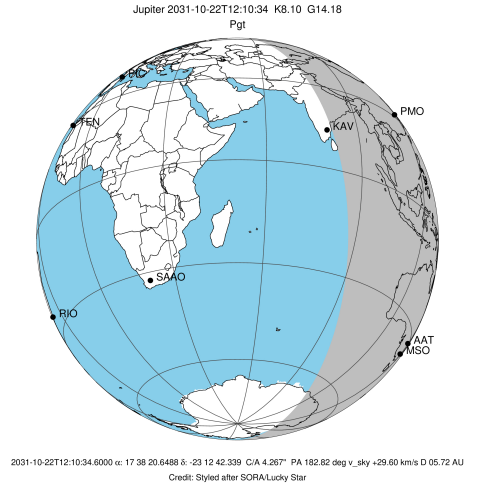 Jupiter 2031-10-22T12:10:34 K8.10 G14.18
Pgt
PIC
TEN
PMO
KAV
SAAO
RIO
AAT
MSO
2031-10-22T12:10:34.6000 α: 17 38 20.6488 δ: -23 12 42.339 C/A 4.267" PA 182.82 deg v_sky +29.60 km/s D 05.72 AU
Credit: Styled after SORA/Lucky Star